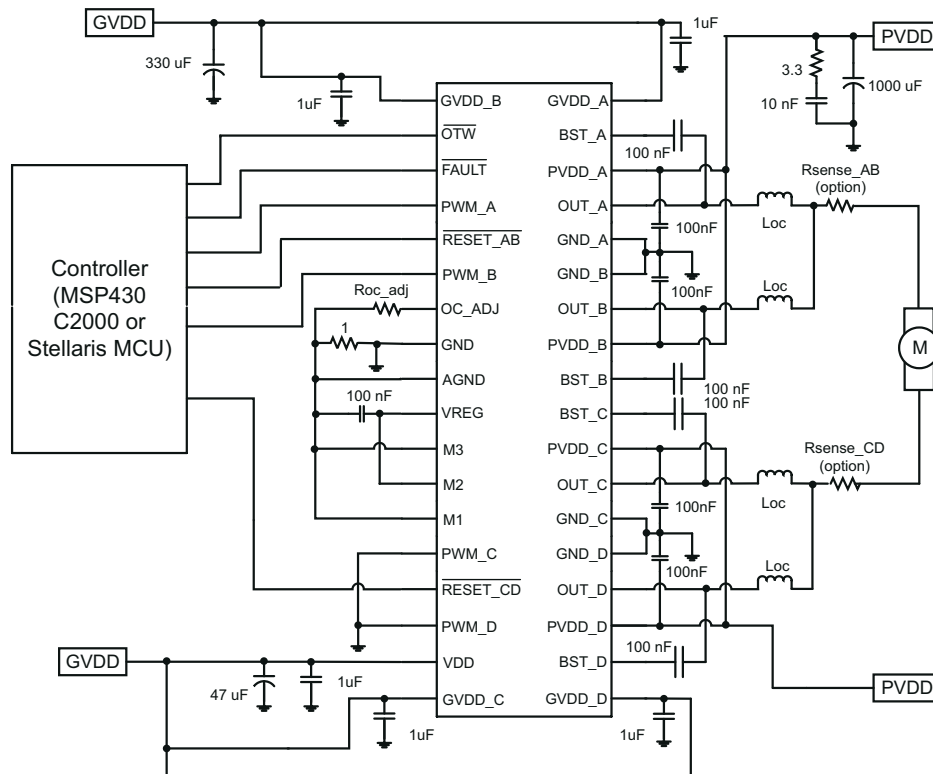 GVDD
330 uF
1uF
1uF
PVDD
3.3
10 nF
1000 uF
Controller
(MSP430
C2000 or
Stellaris MCU)
Roc_adj
1
100 nF
GVDD_B
OTW
FAULT
PWM_A
RESET_AB
PWM_B
OC_ADJ
GND
AGND
VREG
M3
M2
M1
PWM_C
RESET_CD
PWM_D
VDD
GVDD_C
GVDD_A
BST_A
PVDD_A
OUT_A
GND_A
GND_B
OUT_B
PVDD_B
BST_B
BST_C
PVDD_C
OUT_C
GND_C
GND_D
OUT_D
PVDD_D
BST_D
GVDD_D
100 nF
100nF
100nF
100 nF
100 nF
100nF
100nF
100 nF
Loc
Loc
Loc
Loc
Rsense_AB
(option)
M
Rsense_CD
(option)
GVDD
47 uF
1uF
1uF
1uF
PVDD